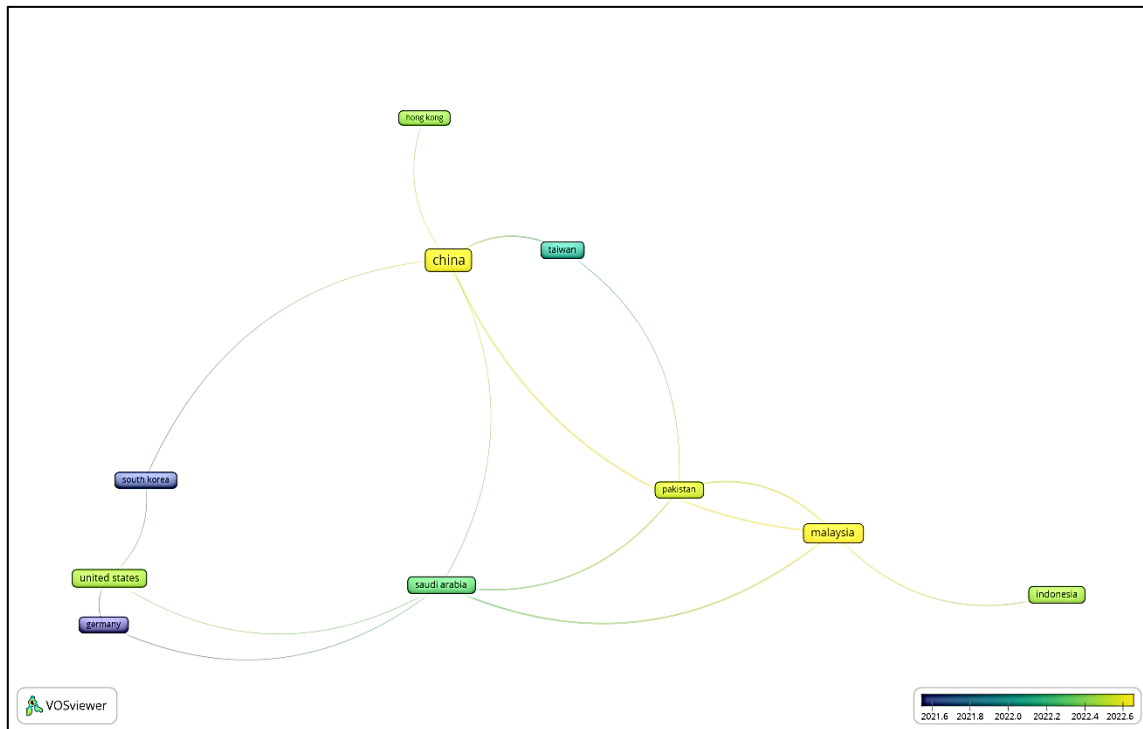 hong kong
taiwan
china
south korea
pakistan
malaysia
united states
saudi arabia
indonesia
germany
VOSviewer
2021.6 2021.8 2022.0 2022.2 2022.4 2022.6